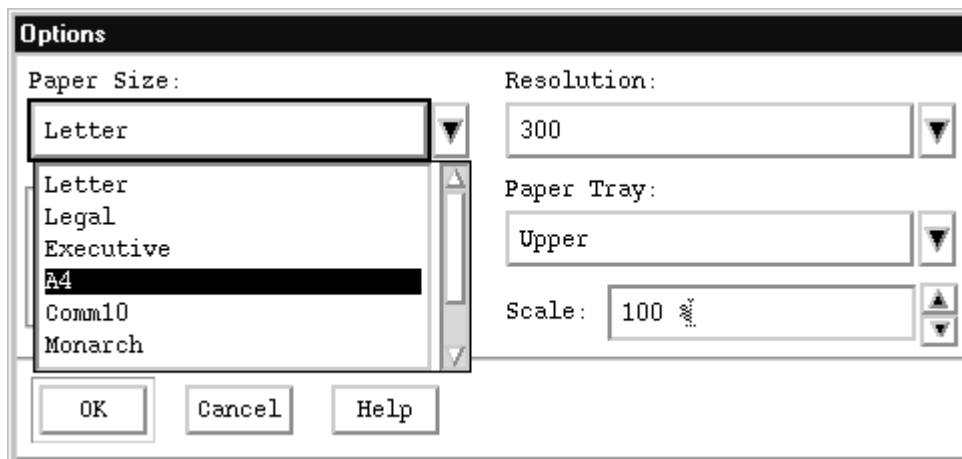 Options
Paper Size:
Letter
Letter
Legal
Executive
A4
Comm10
Monarch
Resolution:
300
Paper Tray:
Upper
Scale: 100 %
OK Cancel Help